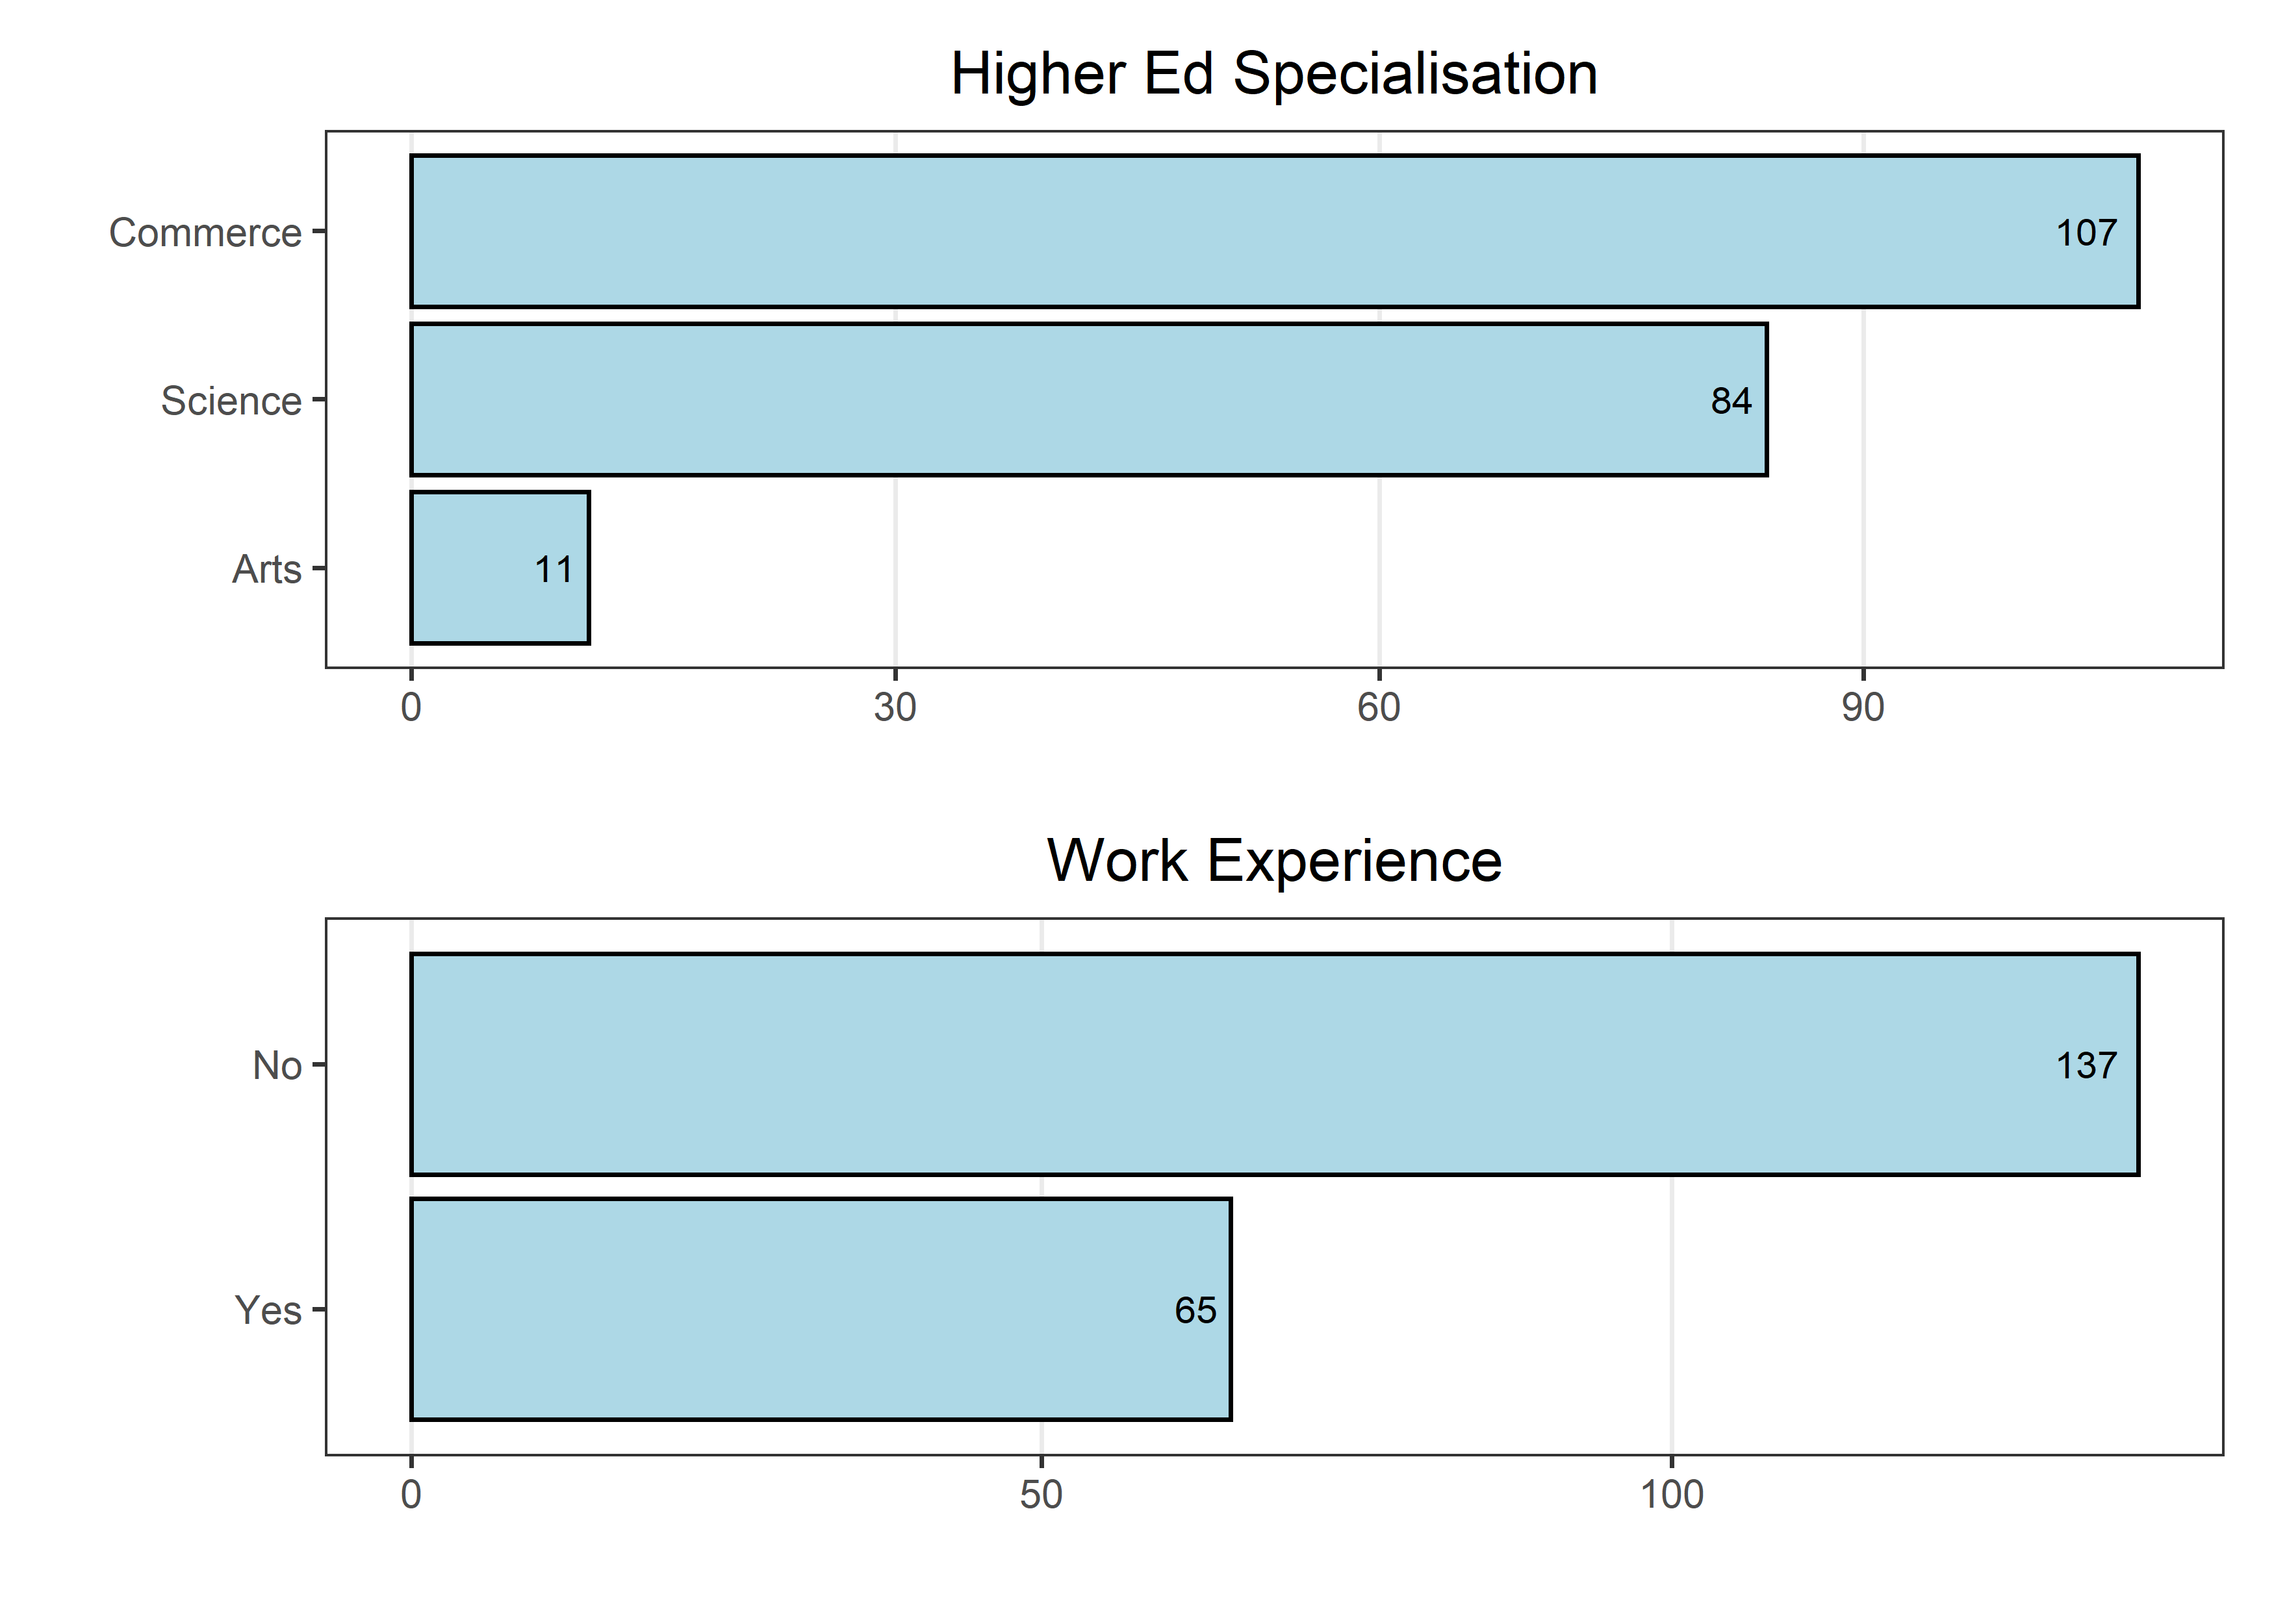 Higher Ed Specialisation
Commerce
107
Science
84
Arts
11
0 30 60 90
Work Experience
No
137
Yes
65
0 50 100